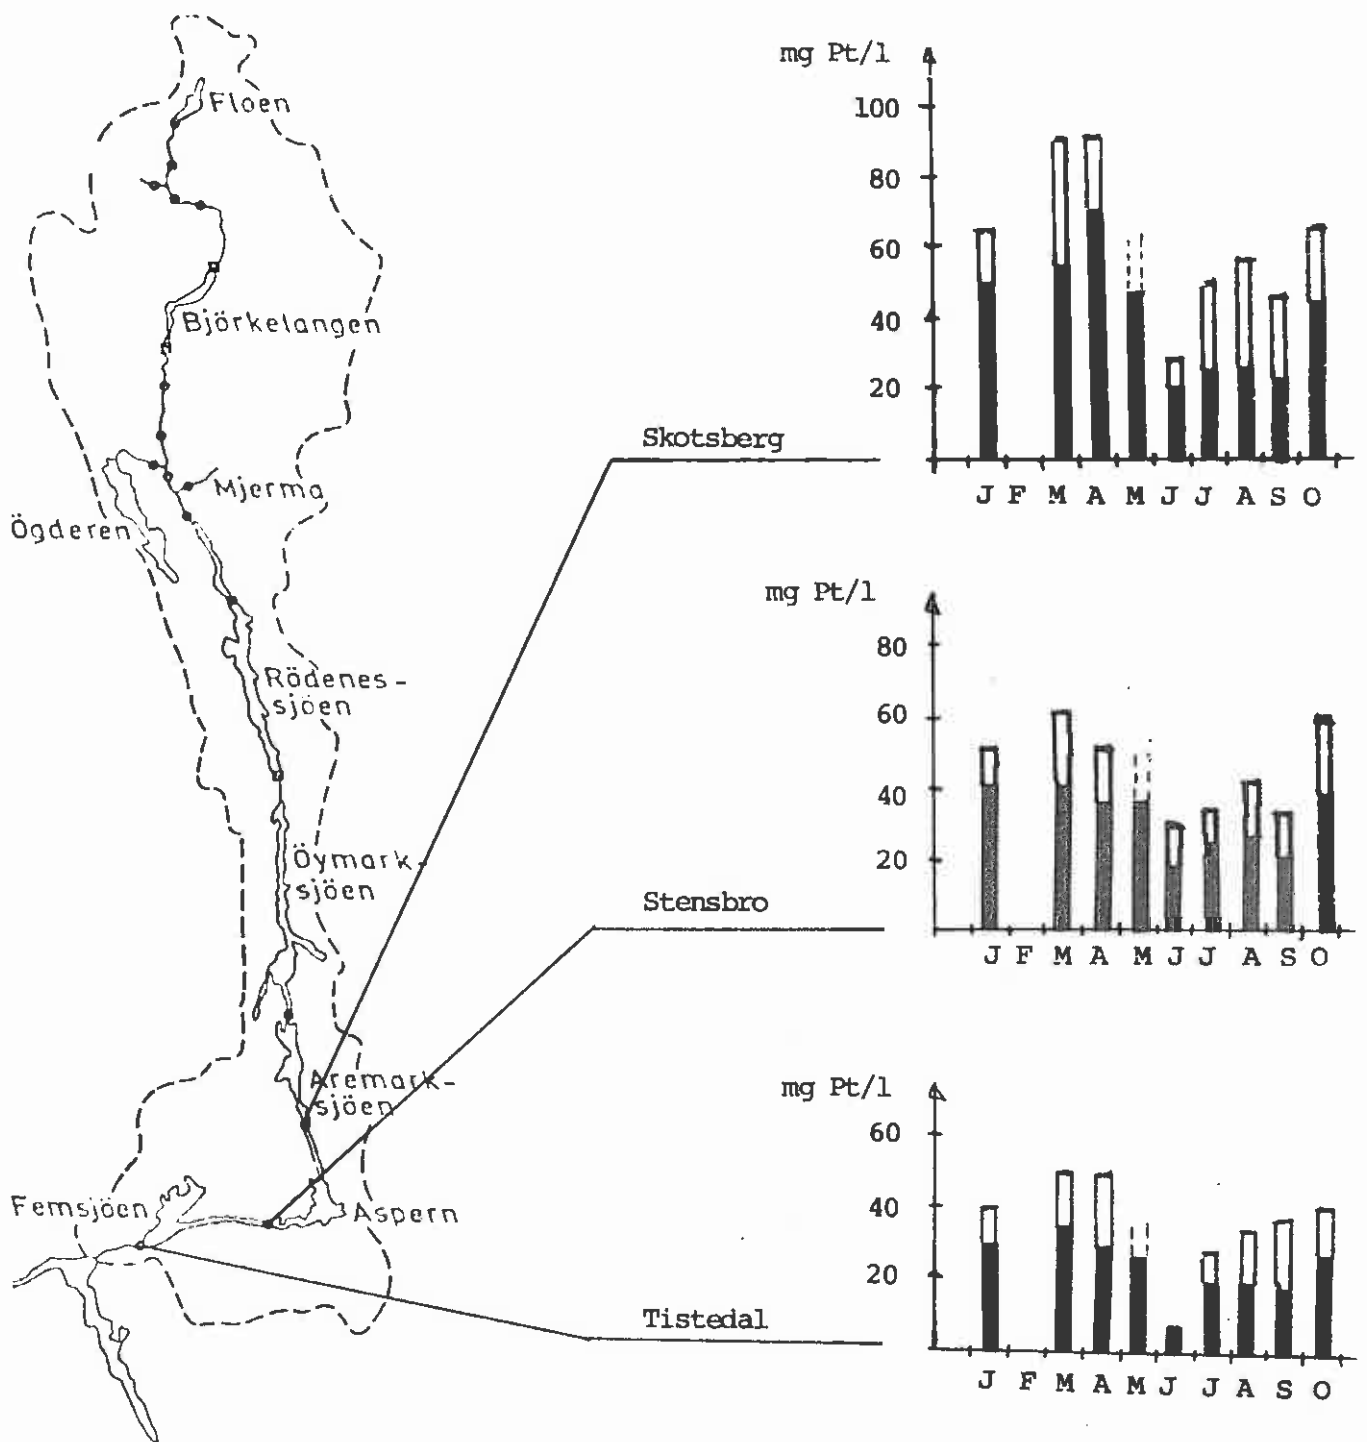 Floen
Björkelangen
Mjerma
Ögderen
Rödenes-
sjöen
Öymark-
sjöen
Aremark-
sjöen
Femsjöen
Aspern
Skotsberg
Stensbro
Tistedal
mg Pt/l
100
80
60
40
20
J F M A M J J A S O
mg Pt/l
80
60
40
20
J F M A M J J A S O
mg Pt/l
60
40
20
J F M A M J J A S O